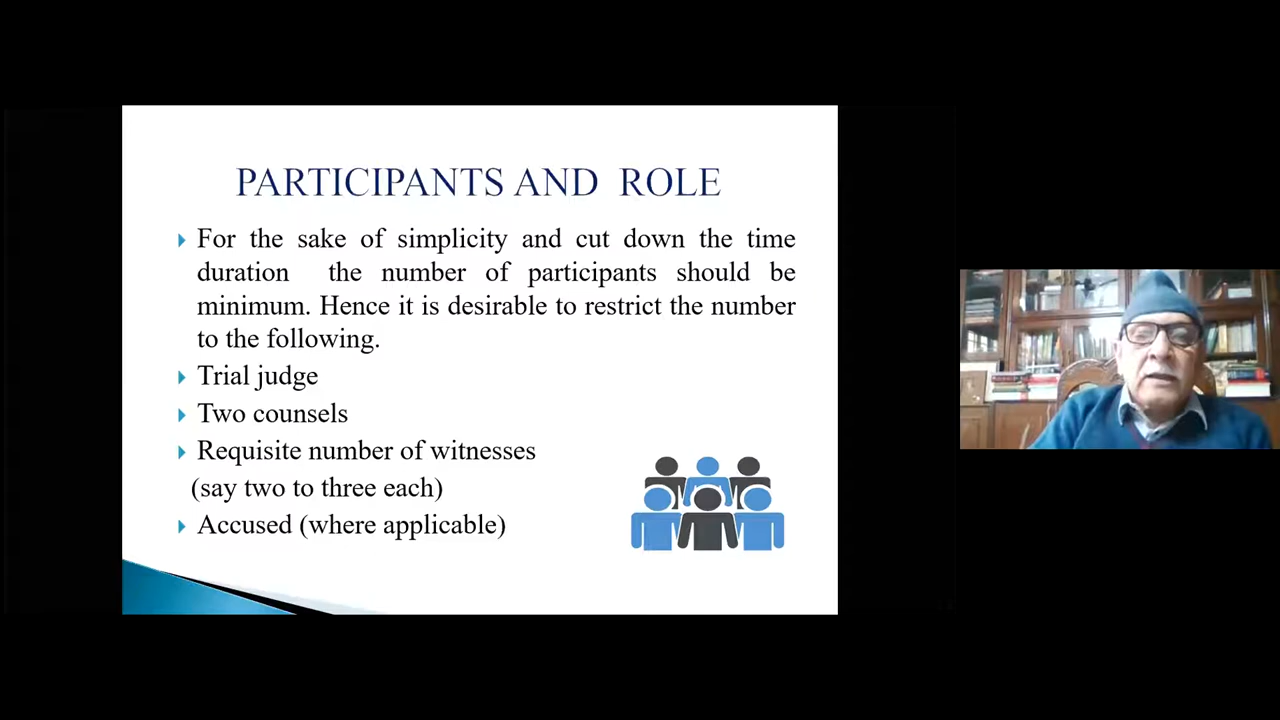 PARTICIPANTS AND ROLE
For the sake of simplicity and cut down the time
duration the number of participants should be
minimum. Hence it is desirable to restrict the number
to the following.
Trial judge
Two counsels
Requisite number of witnesses
(say two to three each)
Accused (where applicable)